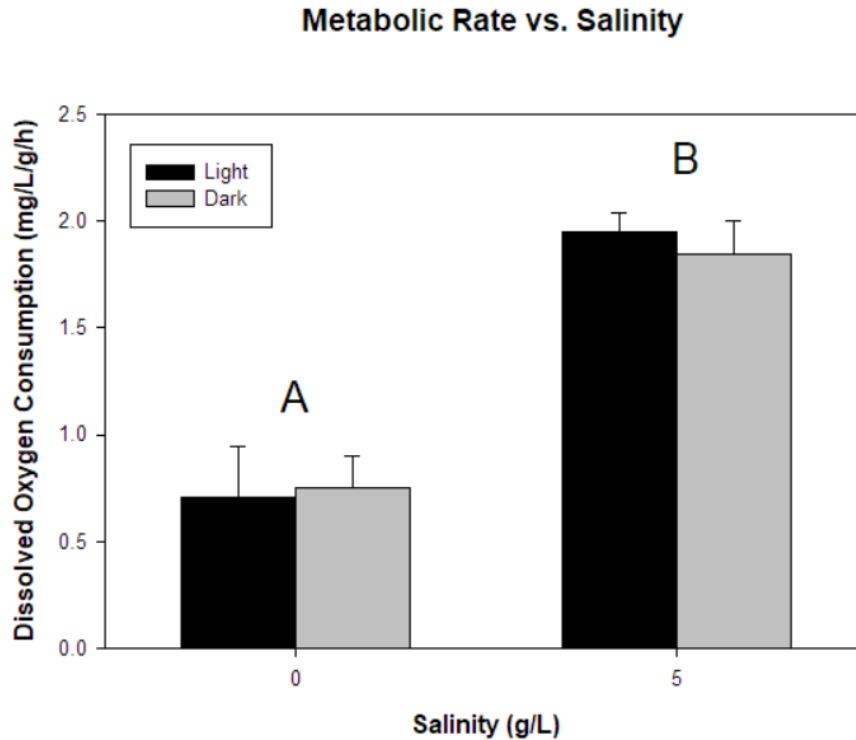 Metabolic Rate vs. Salinity
Dissolved Oxygen Consumption (mg/L/g/h)
2.5
2.0
1.5
1.0
0.5
0.0
Light
Dark
A
B
0
5
Salinity (g/L)